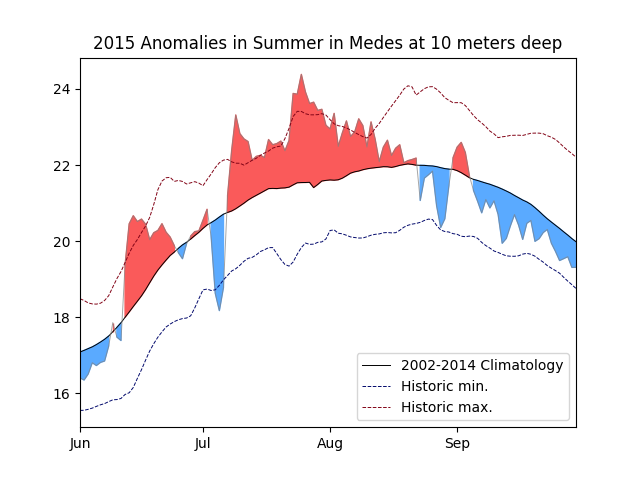 2015 Anomalies in Summer in Medes at 10 meters deep
24
22
20
18
16
Jun Jul Aug Sep
2002-2014 Climatology
Historic min.
Historic max.